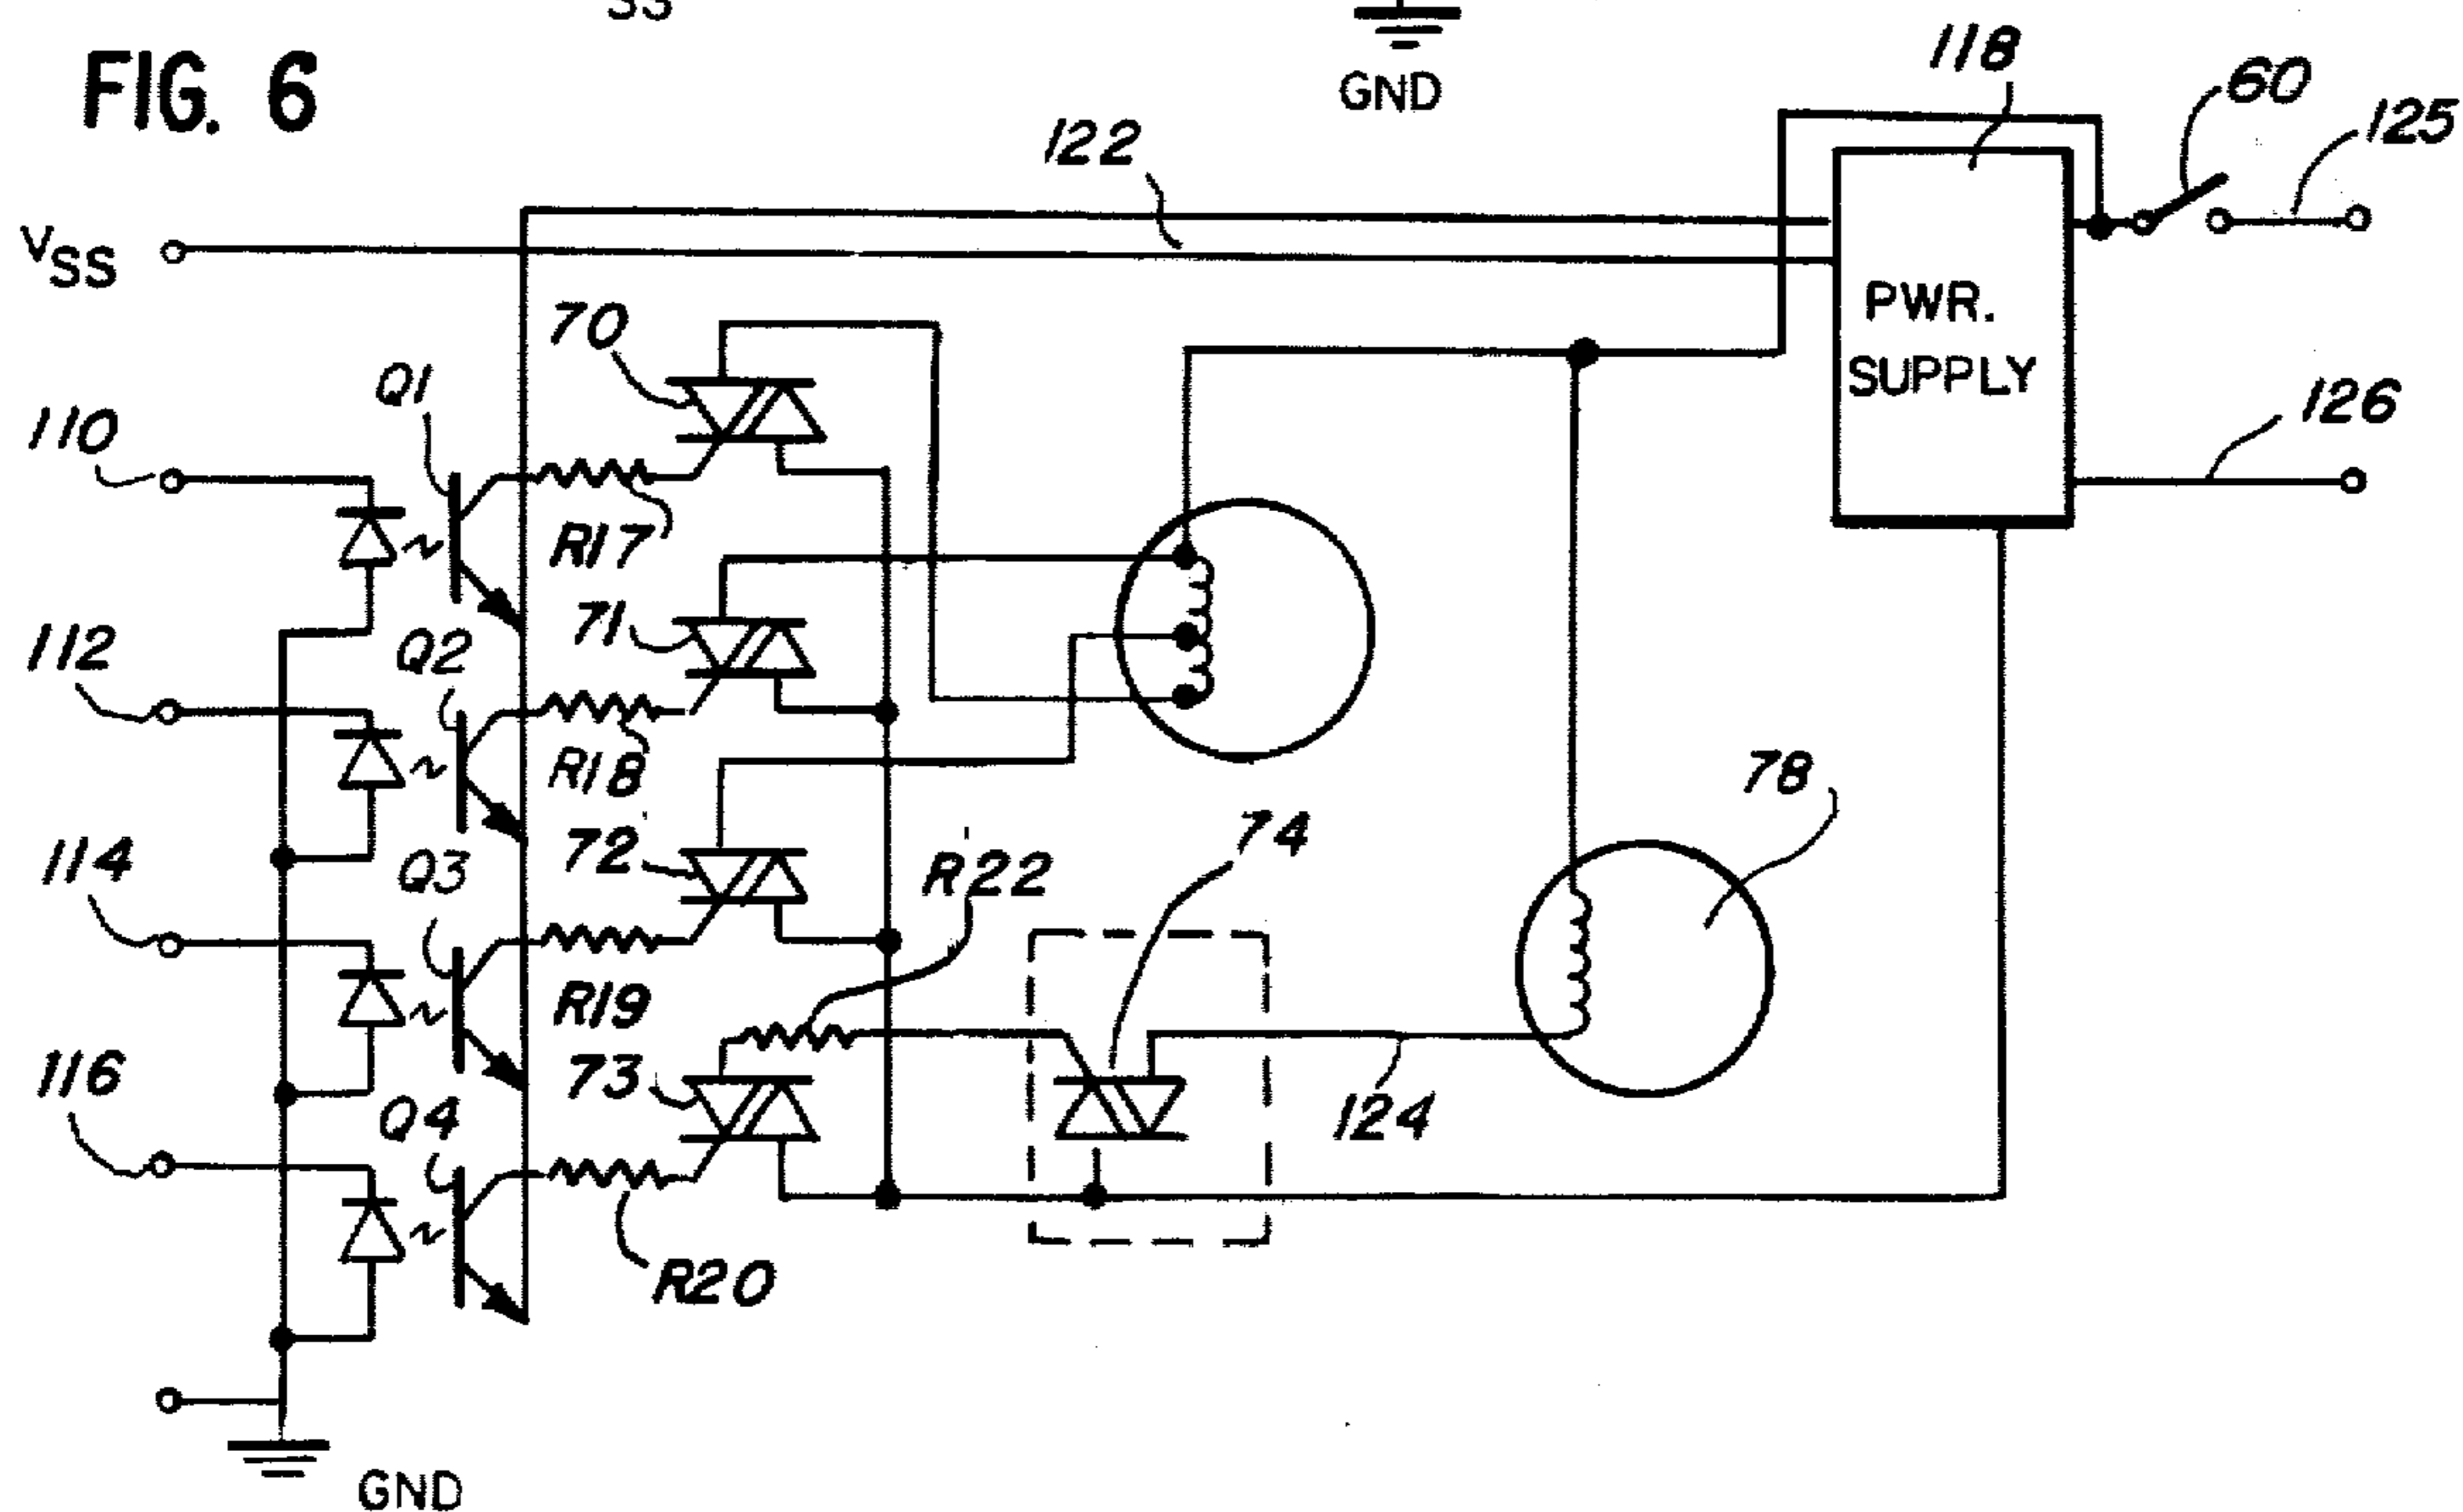 SS
FIG. 6
GND
118
60
125
122
VSS
PWR.
SUPPLY
70
Q1
110
126
R17
71
112
Q2
R18
78
72
74
114
Q3
R22
R19
73
116
Q4
124
R20
GND